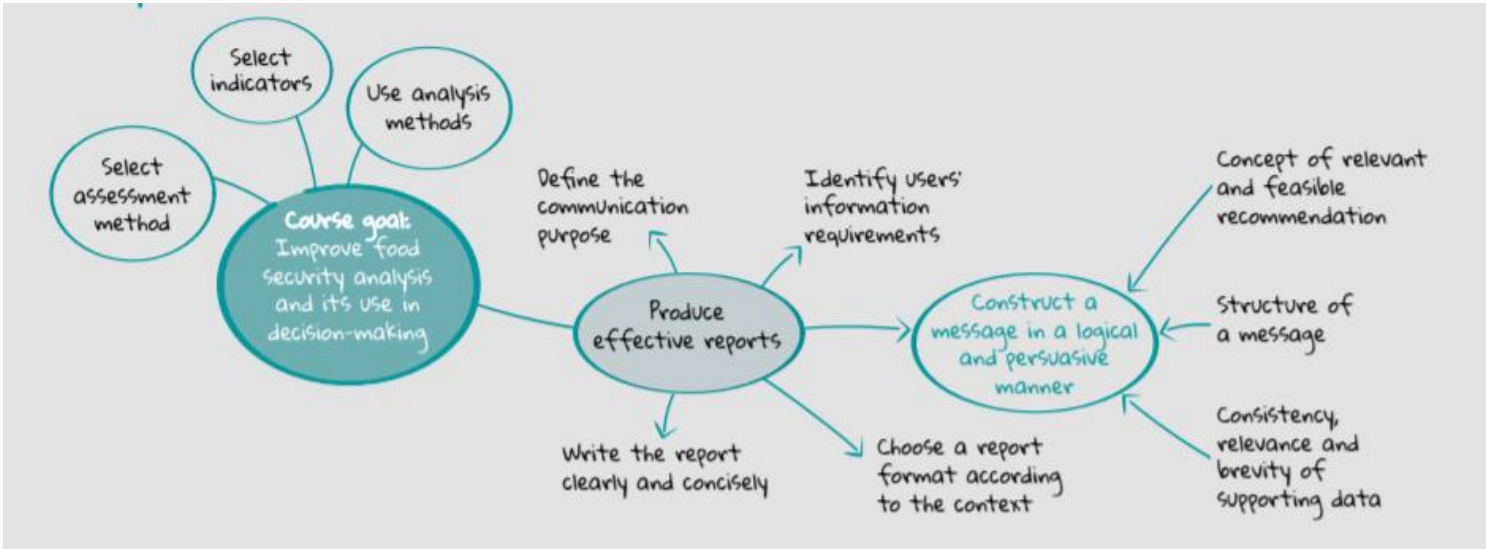 Select
indicators
Use analysis
methods
Select
assessment
method
Course goal:
Improve food
security analysis
and its use in
decision-making
Define the
communication
purpose
Identify users'
information
requirements
Produce
effective reports
Write the report
clearly and concisely
Choose a report
format according
to the context
Construct a
message in a logical
and persuasive
manner
Concept of relevant
and feasible
recommendation
Structure of
a message
Consistency,
relevance and
brevity of
supporting data